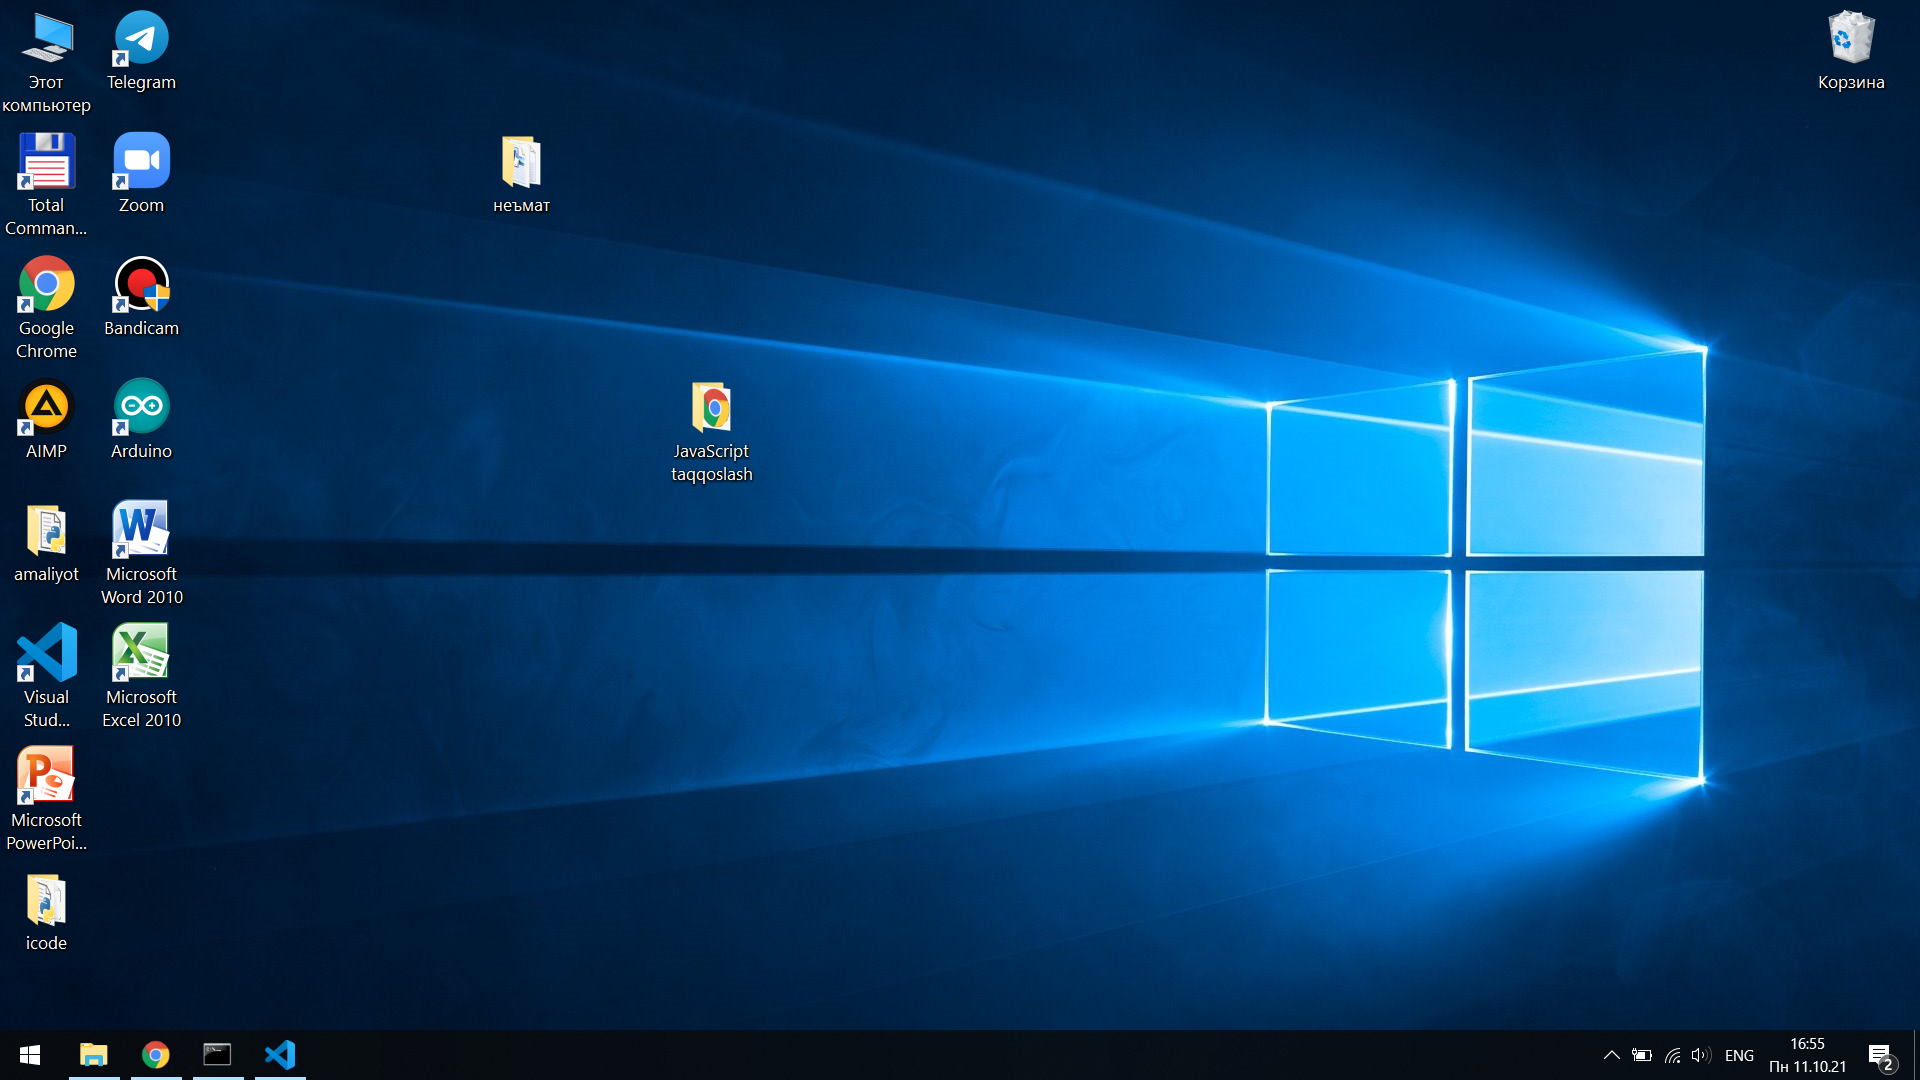 Этот
компьютер
Telegram
Корзина
Total
Comman...
Zoom
неъмат
Google
Chrome
Bandicam
AIMP
Arduino
JavaScript
taqqoslash
amaliyot
Microsoft
Word 2010
Visual
Stud...
Microsoft
Excel 2010
Microsoft
PowerPoi...
icode
ENG
16:55
Пн 11.10.21
2